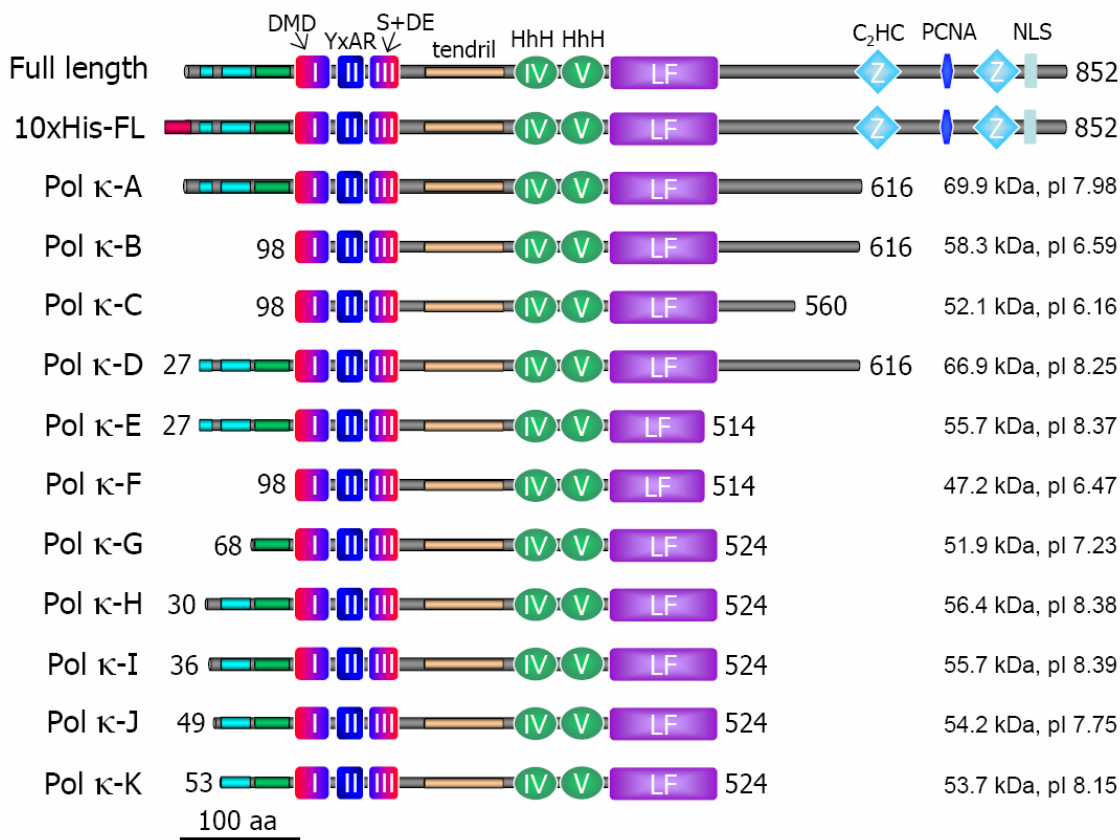 DMD YxAR S+DE tendril HhH HhH C₂HC PCNA NLS
Full length I II III IV V LF Z Z 852
10xHis-FL I II III IV V LF Z Z 852
Pol κ-A I II III IV V LF 616 69.9 kDa, pI 7.98
Pol κ-B 98 I II III IV V LF 616 58.3 kDa, pI 6.59
Pol κ-C 98 I II III IV V LF 560 52.1 kDa, pI 6.16
Pol κ-D 27 I II III IV V LF 616 66.9 kDa, pI 8.25
Pol κ-E 27 I II III IV V LF 514 55.7 kDa, pI 8.37
Pol κ-F 98 I II III IV V LF 514 47.2 kDa, pI 6.47
Pol κ-G 68 I II III IV V LF 524 51.9 kDa, pI 7.23
Pol κ-H 30 I II III IV V LF 524 56.4 kDa, pI 8.38
Pol κ-I 36 I II III IV V LF 524 55.7 kDa, pI 8.39
Pol κ-J 49 I II III IV V LF 524 54.2 kDa, pI 7.75
Pol κ-K 53 I II III IV V LF 524 53.7 kDa, pI 8.15
100 aa